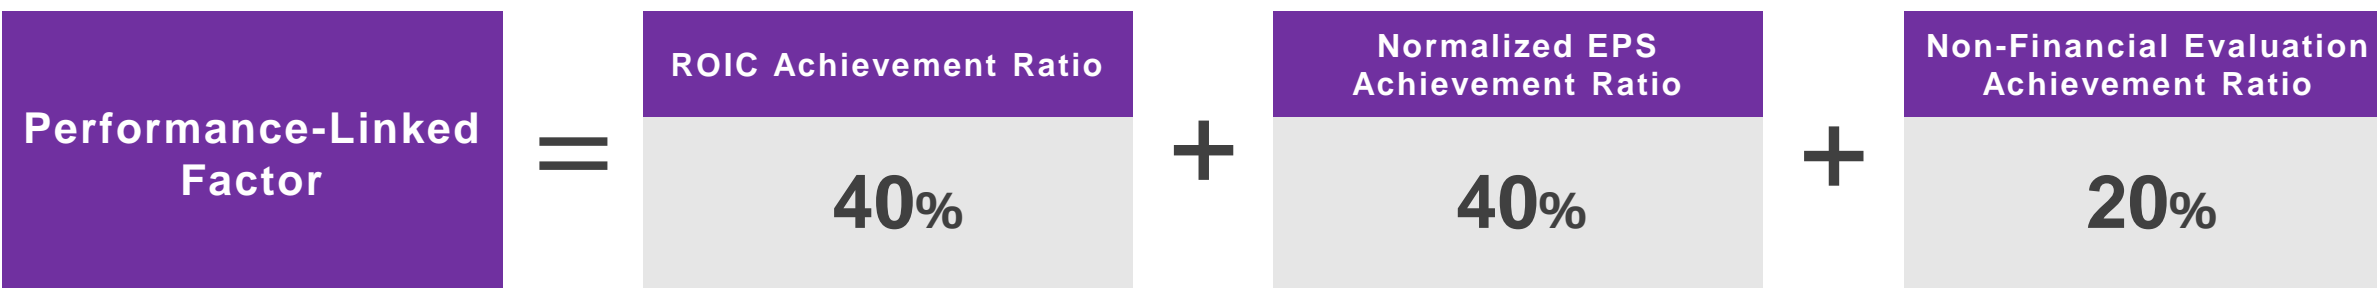 Performance-Linked
Factor
=
ROIC Achievement Ratio
40%
+
Normalized EPS
Achievement Ratio
40%
+
Non-Financial Evaluation
Achievement Ratio
20%